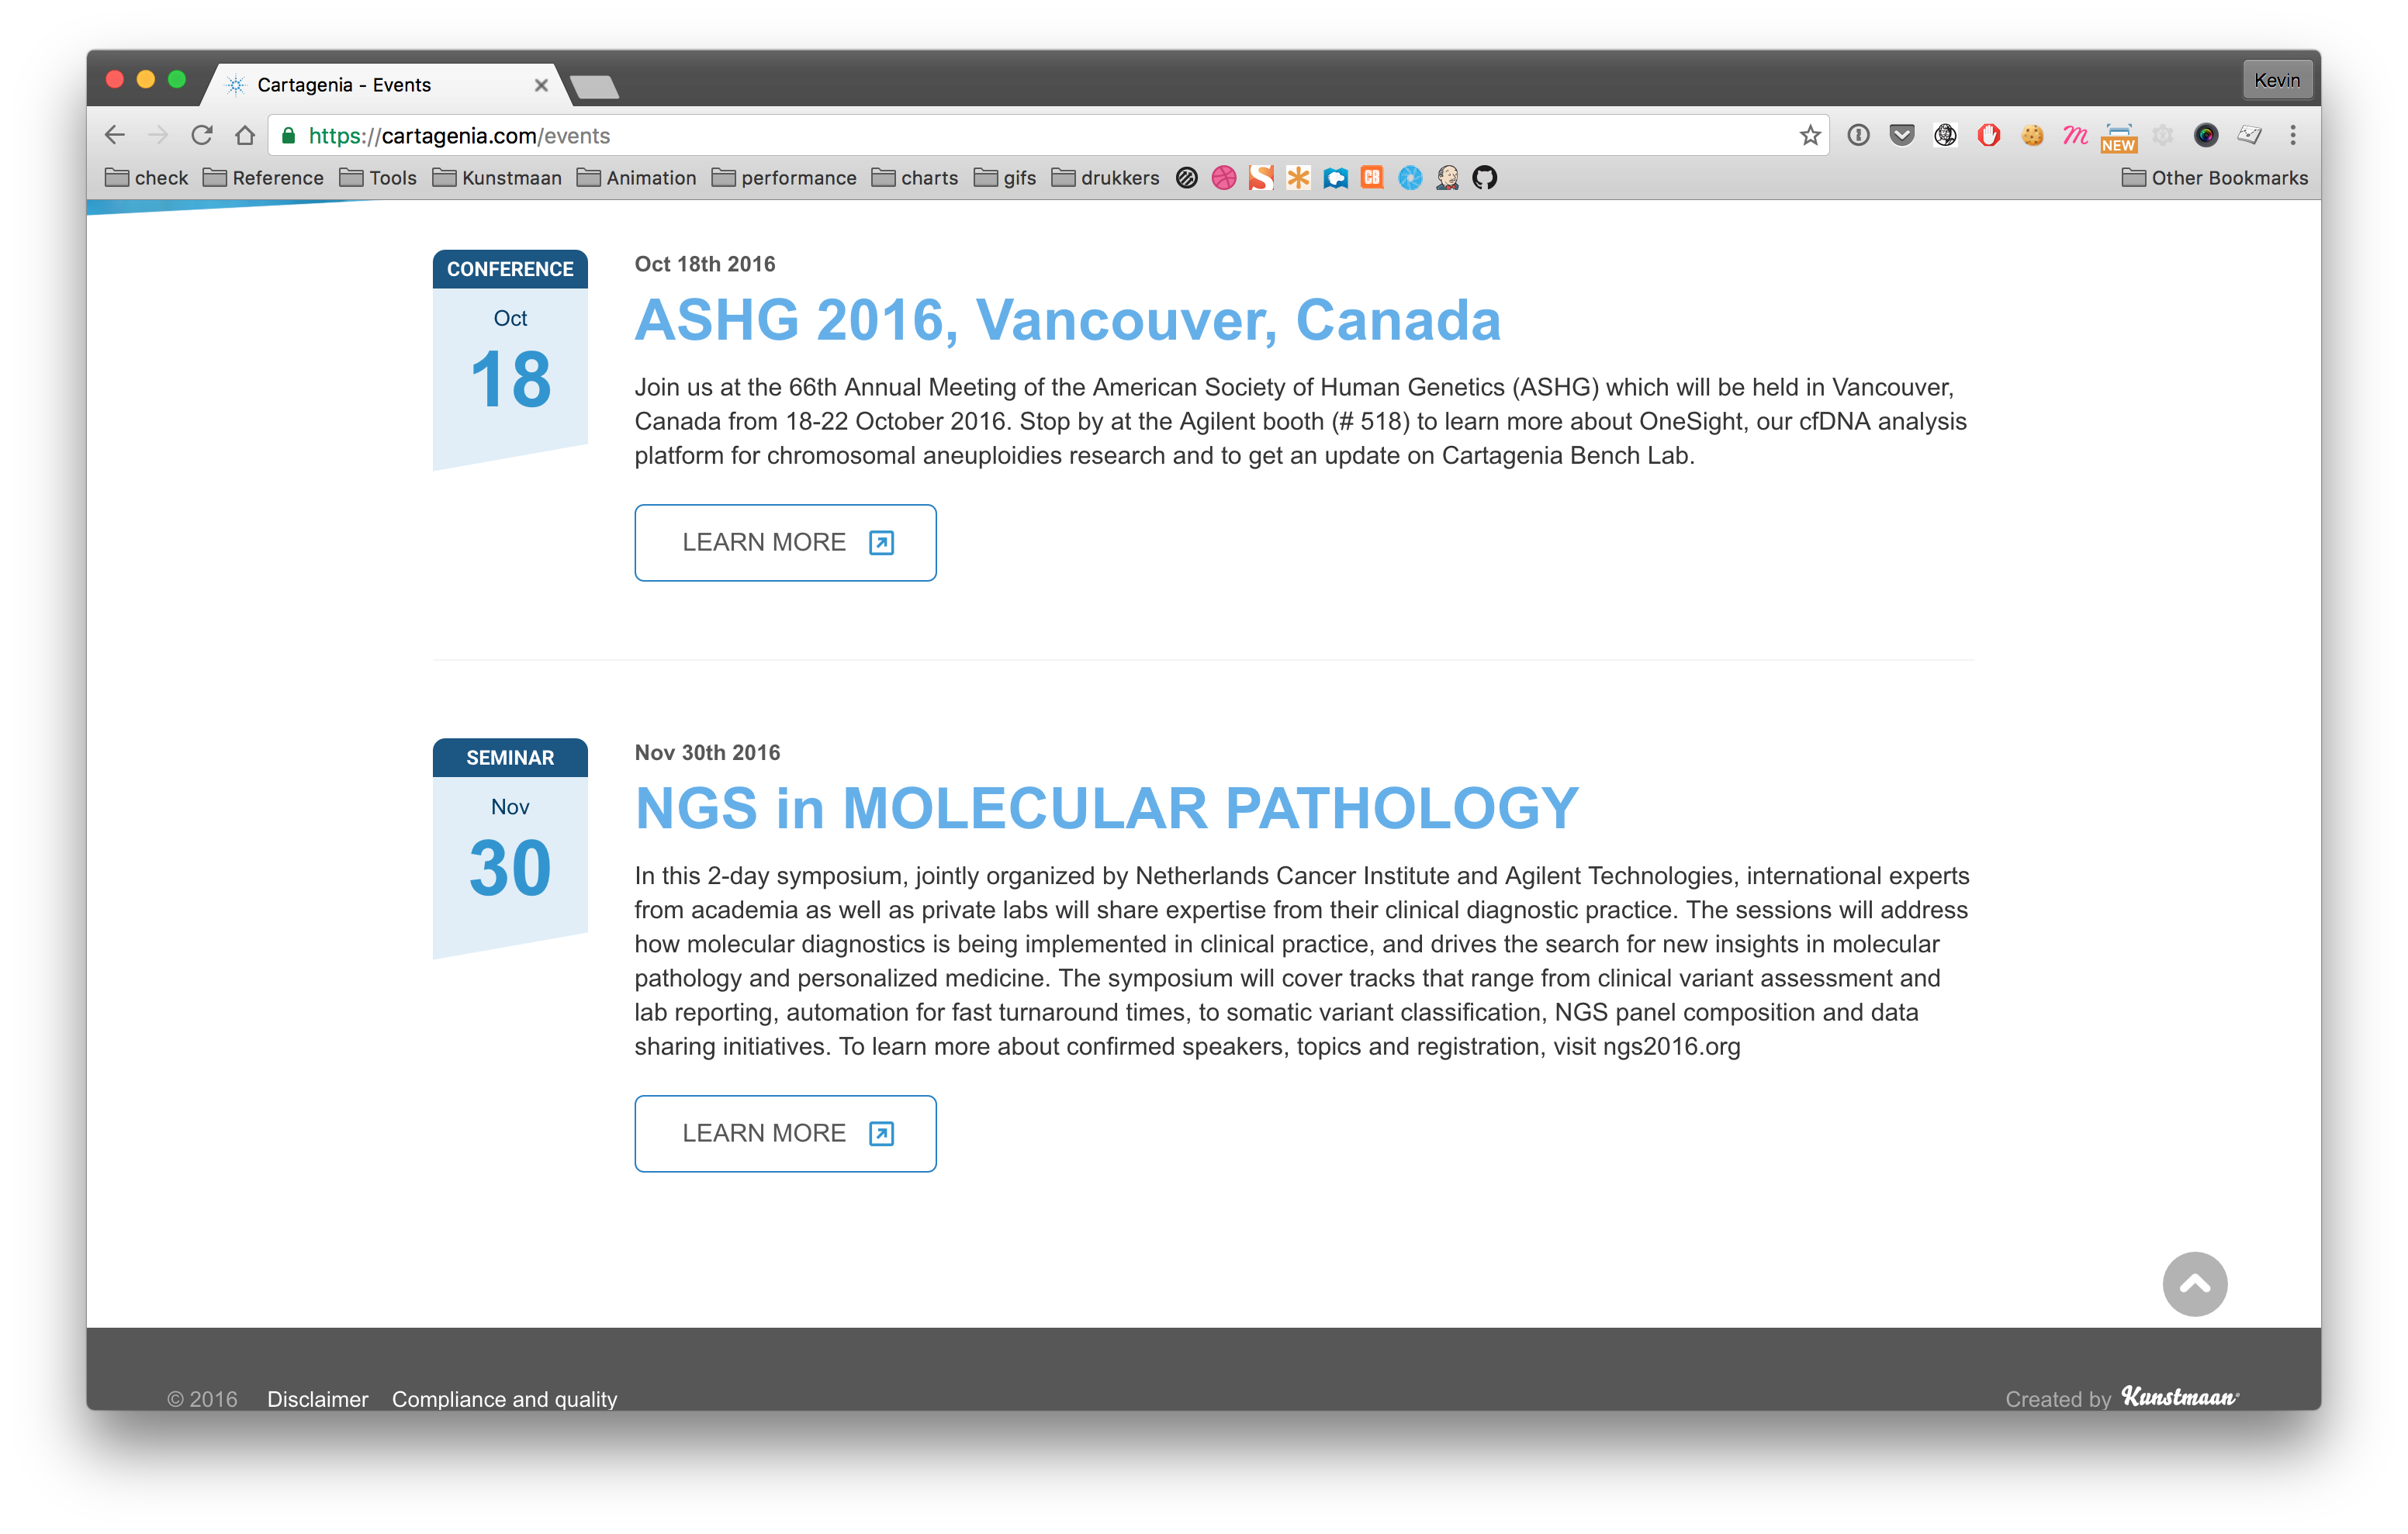 Cartagenia - Events
Kevin
https://cartagenia.com/events
NEW
check Reference Tools Kunstmaan Animation performance charts gifs drukkers CB Other Bookmarks
CONFERENCE
Oct
18
Oct 18th 2016
ASHG 2016, Vancouver, Canada
Join us at the 66th Annual Meeting of the American Society of Human Genetics (ASHG) which will be held in Vancouver,
Canada from 18-22 October 2016. Stop by at the Agilent booth (# 518) to learn more about OneSight, our cfDNA analysis
platform for chromosomal aneuploidies research and to get an update on Cartagenia Bench Lab.
LEARN MORE
SEMINAR
Nov
30
Nov 30th 2016
NGS in MOLECULAR PATHOLOGY
In this 2-day symposium, jointly organized by Netherlands Cancer Institute and Agilent Technologies, international experts
from academia as well as private labs will share expertise from their clinical diagnostic practice. The sessions will address
how molecular diagnostics is being implemented in clinical practice, and drives the search for new insights in molecular
pathology and personalized medicine. The symposium will cover tracks that range from clinical variant assessment and
lab reporting, automation for fast turnaround times, to somatic variant classification, NGS panel composition and data
sharing initiatives. To learn more about confirmed speakers, topics and registration, visit ngs2016.org
LEARN MORE
© 2016 Disclaimer Compliance and quality
Created by Kunstmaan